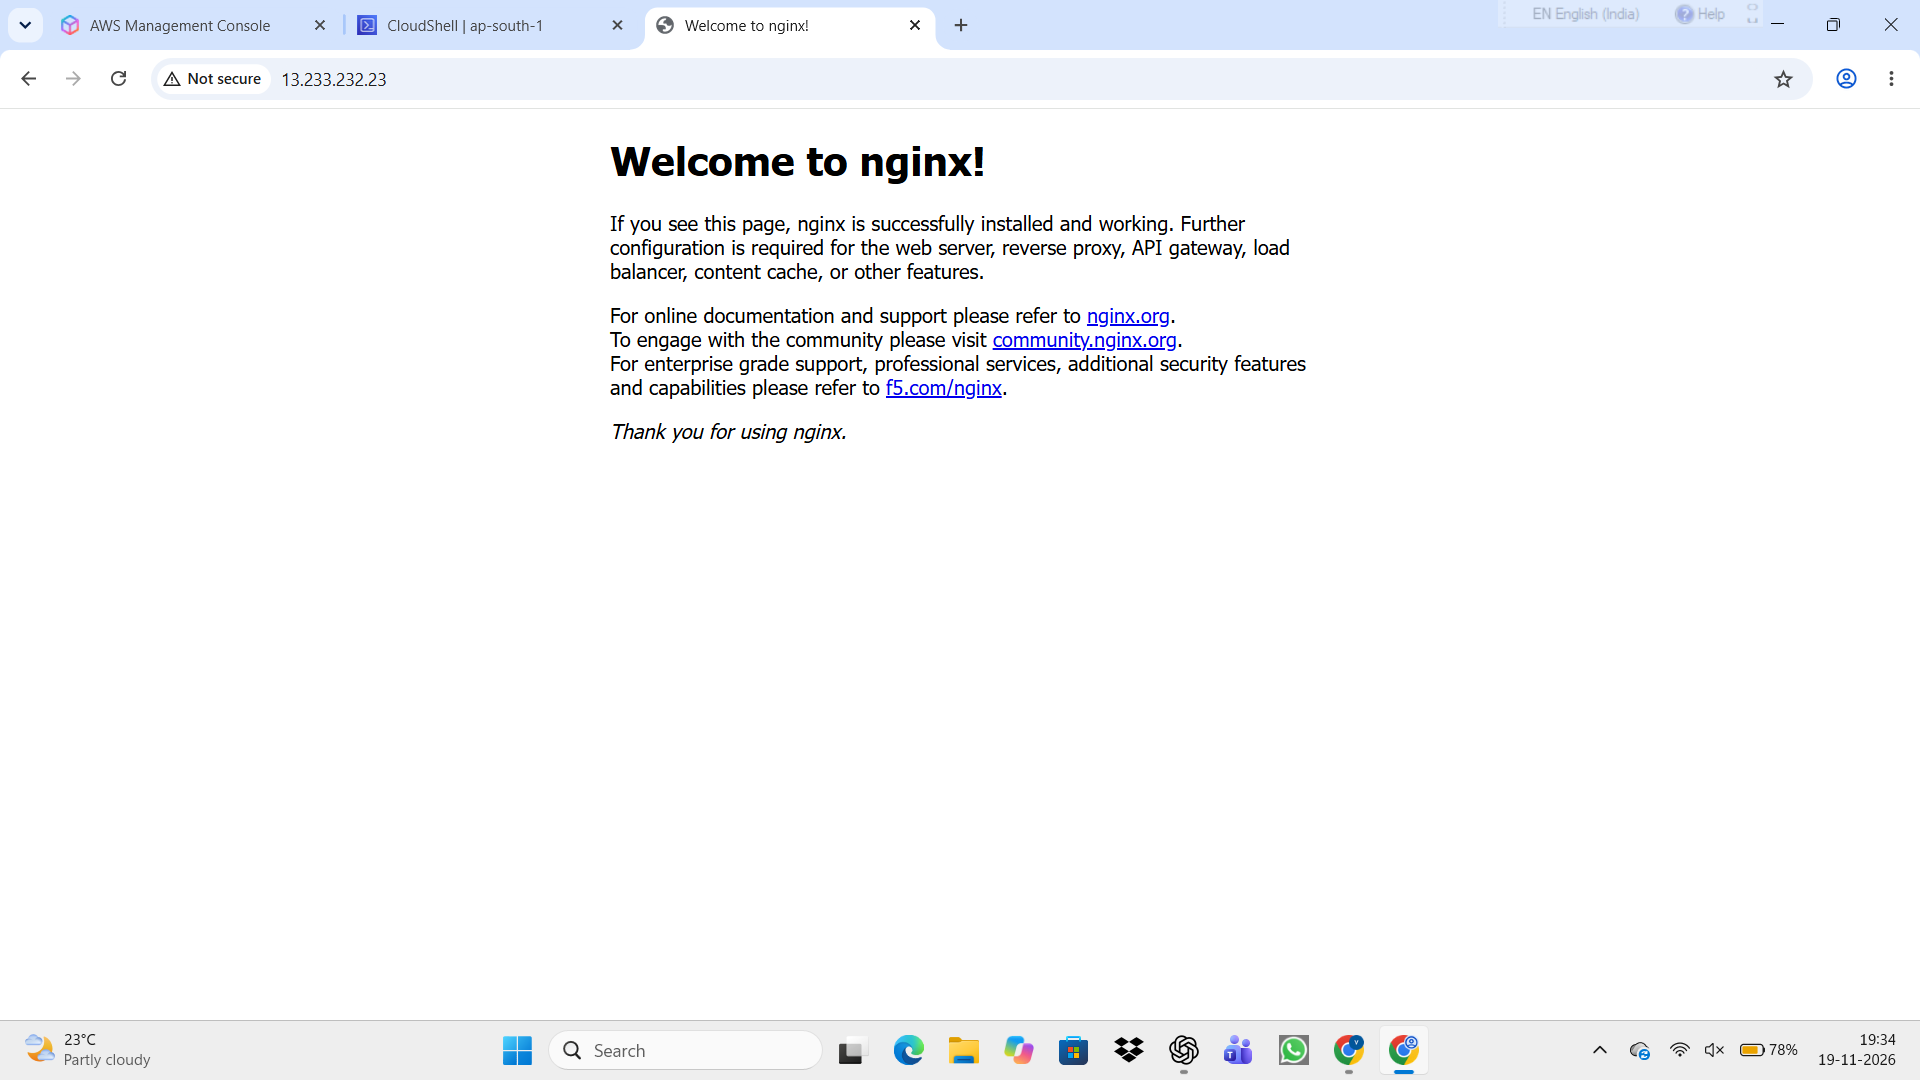 AWS Management Console
CloudShell | ap-south-1
Welcome to nginx!
EN English (India)
Help
Not secure
13.233.232.23
Welcome to nginx!
If you see this page, nginx is successfully installed and working. Further
configuration is required for the web server, reverse proxy, API gateway, load
balancer, content cache, or other features.
For online documentation and support please refer to nginx.org.
To engage with the community please visit community.nginx.org.
For enterprise grade support, professional services, additional security features
and capabilities please refer to f5.com/nginx.
Thank you for using nginx.
23°C
Partly cloudy
Search
78%
19:34
19-11-2026